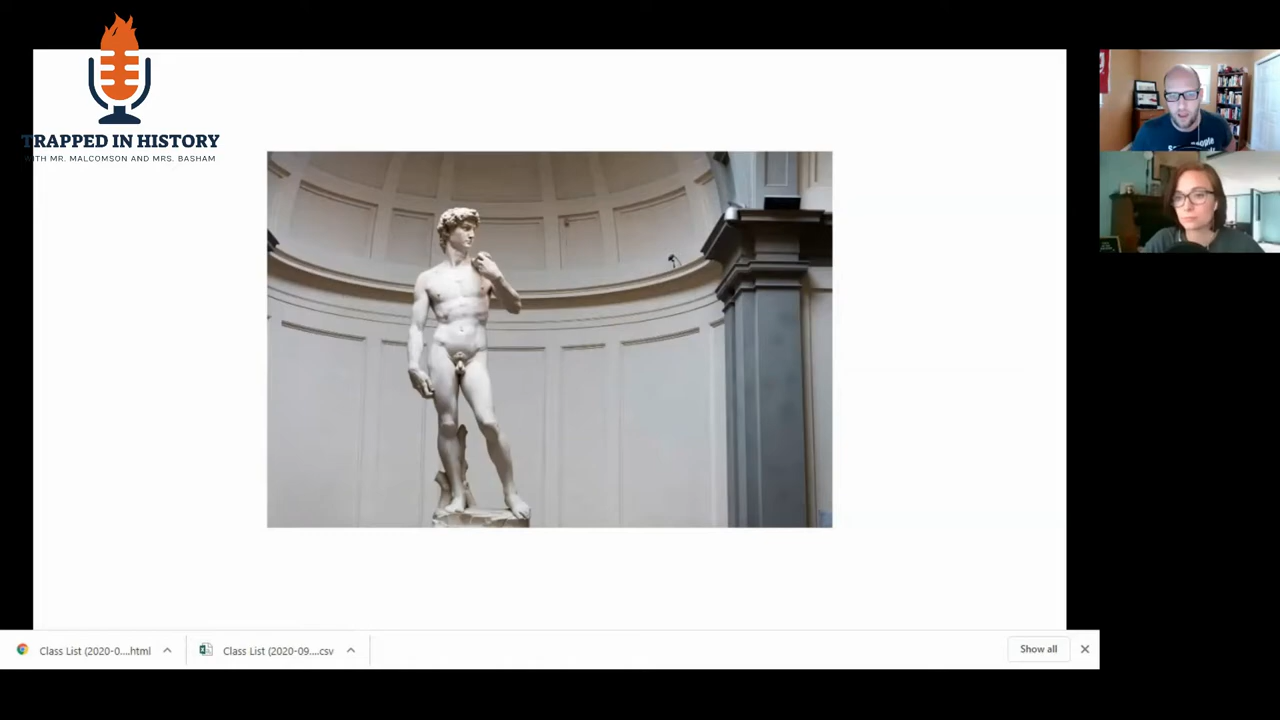 TRAPPED IN HISTORY
WITH MR. MALCOMSON AND MRS. BASHAM
Class List (2020-0....html
Class List (2020-09....csv
Show all